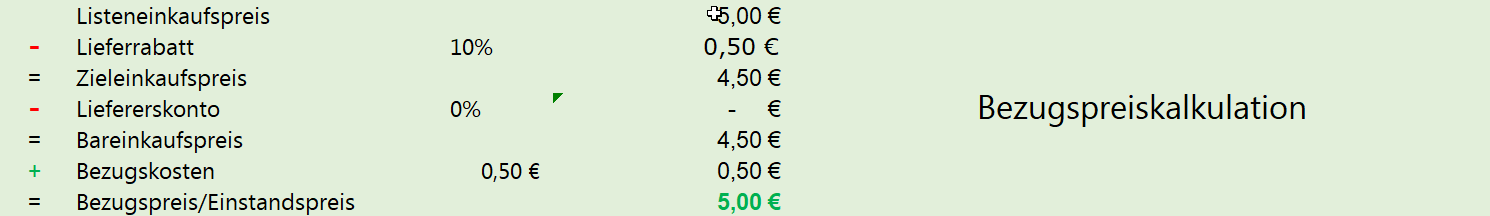 Listeneinkaufspreis 5,00 €
- Lieferrabatt 10% 0,50 €
= Zieleinkaufspreis 4,50 €
- Liefererskonto 0% - €
= Bareinkaufspreis 4,50 €
+ Bezugskosten 0,50 € 0,50 €
= Bezugspreis/Einstandspreis 5,00 €
Bezugspreiskalkulation